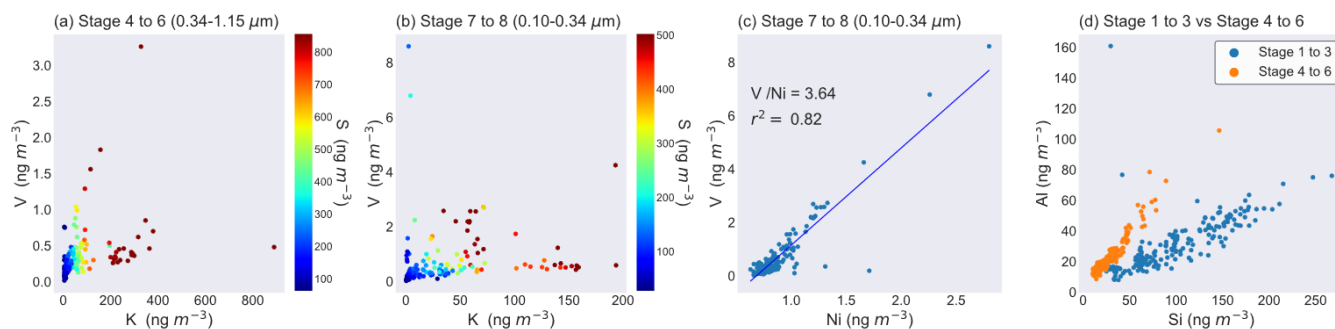 (a) Stage 4 to 6 (0.34-1.15 μm)
3.0
2.5
2.0
1.5
1.0
0.5
0.0
V (ng m⁻³)
0 200 400 600 800
K (ng m⁻³)
800
700
600
500
400
300
200
100
S (ng m⁻³)
(b) Stage 7 to 8 (0.10-0.34 μm)
8
6
4
2
0
V (ng m⁻³)
0 50 100 150 200
K (ng m⁻³)
500
400
300
200
100
0
S (ng m⁻³)
(c) Stage 7 to 8 (0.10-0.34 μm)
V /Ni = 3.64
r² = 0.82
8
6
4
2
0
V (ng m⁻³)
1.0 1.5 2.0 2.5
Ni (ng m⁻³)
(d) Stage 1 to 3 vs Stage 4 to 6
Stage 1 to 3
Stage 4 to 6
160
140
120
100
80
60
40
20
0
Al (ng m⁻³)
0 50 100 150 200 250
Si (ng m⁻³)